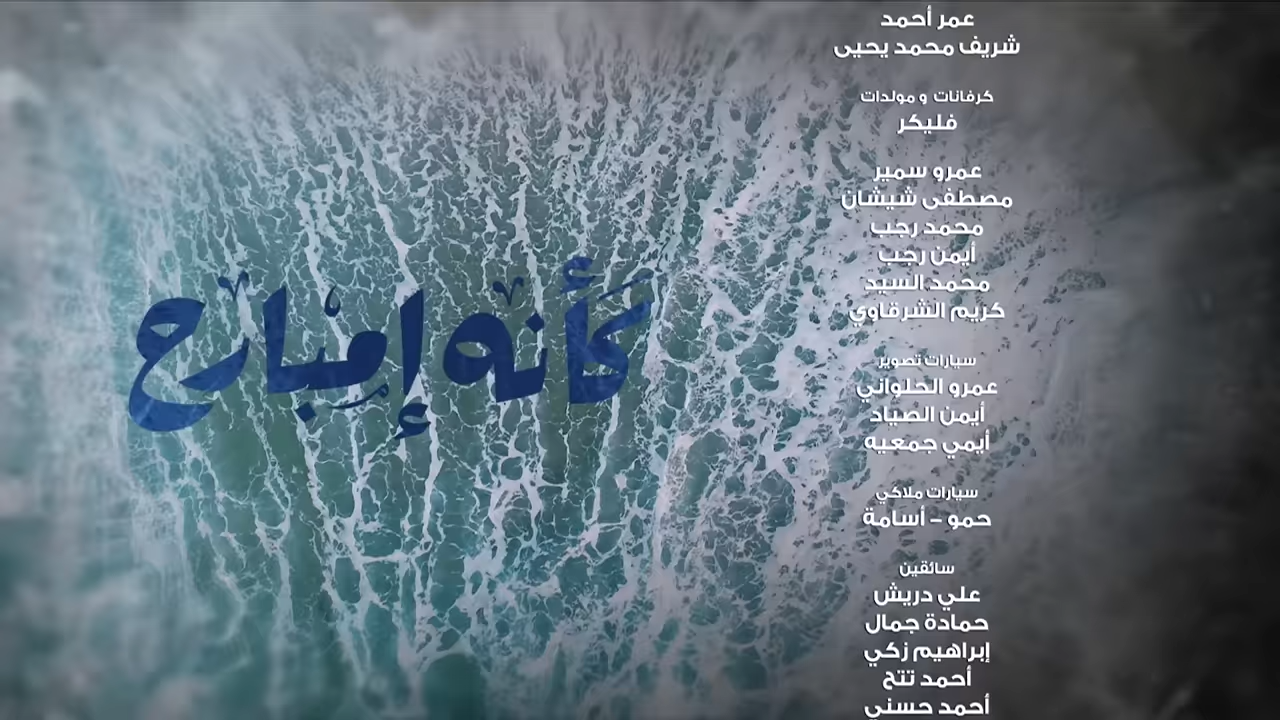 عمر أحمد
شريف محمد يحيى
كرفانات و مولدات
فليكر
عمرو سمير
مصطفى شيشان
محمد رجب
أيمن رجب
محمد السيد
كريم الشرقاوي
كأنه إمبارح
سيارات تصوير
عمرو الحلواني
أيمن الصياد
أيمي جمعيه
سيارات ملاكي
حمو - أسامة
سائقين
علي دريش
حمادة جمال
إبراهيم زكي
أحمد تتح
أحمد حسني